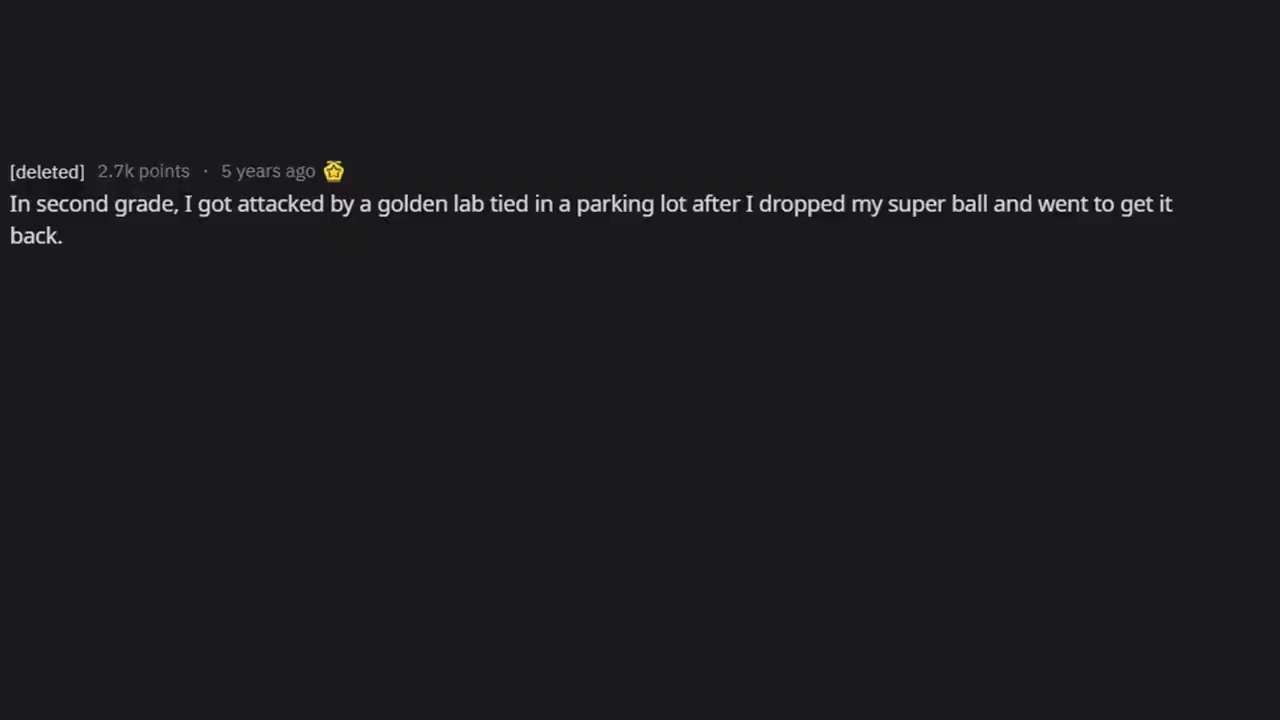 [deleted] 2.7k points · 5 years ago
In second grade, I got attacked by a golden lab tied in a parking lot after I dropped my super ball and went to get it
back.